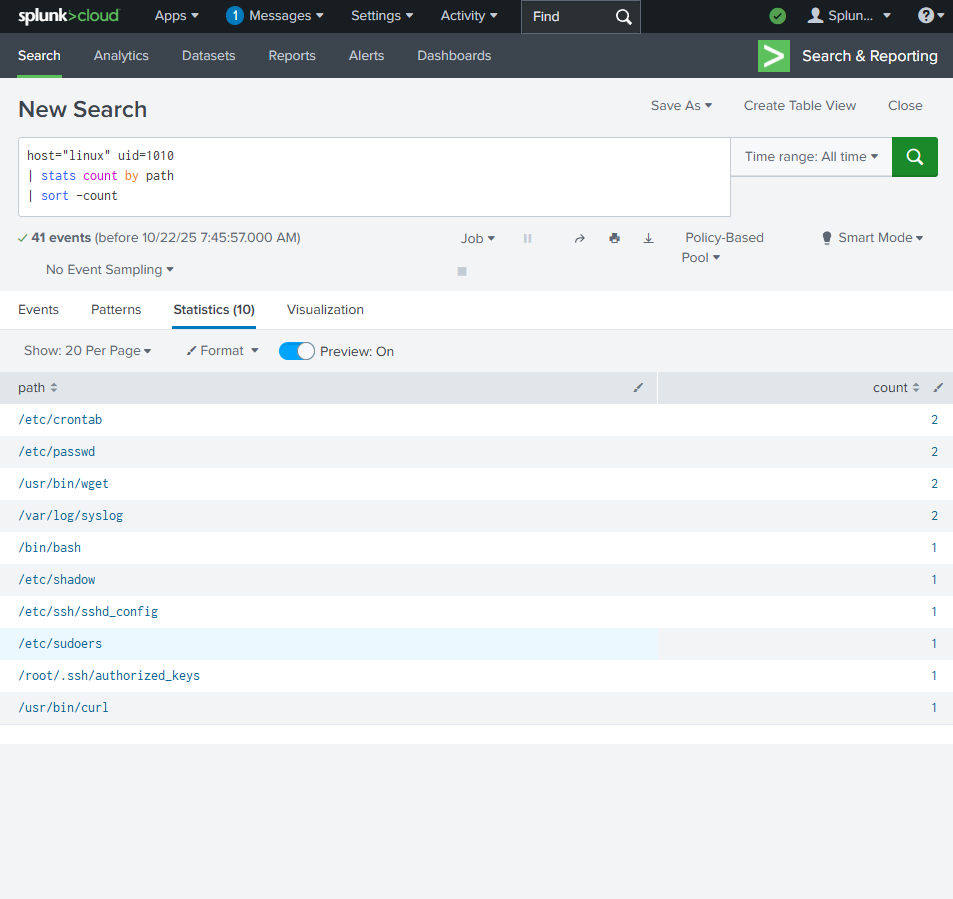 splunk>cloud Apps 1 Messages Settings Activity Find Splun... ?
Search Analytics Datasets Reports Alerts Dashboards > Search & Reporting
New Search Save As Create Table View Close
host="linux" uid=1010
| stats count by path
| sort -count
Time range: All time
41 events (before 10/22/25 7:45:57.000 AM) Job Policy-Based Pool Smart Mode
No Event Sampling
Events Patterns Statistics (10) Visualization
Show: 20 Per Page Format Preview: On
path count
/etc/crontab 2
/etc/passwd 2
/usr/bin/wget 2
/var/log/syslog 2
/bin/bash 1
/etc/shadow 1
/etc/ssh/sshd_config 1
/etc/sudoers 1
/root/.ssh/authorized_keys 1
/usr/bin/curl 1